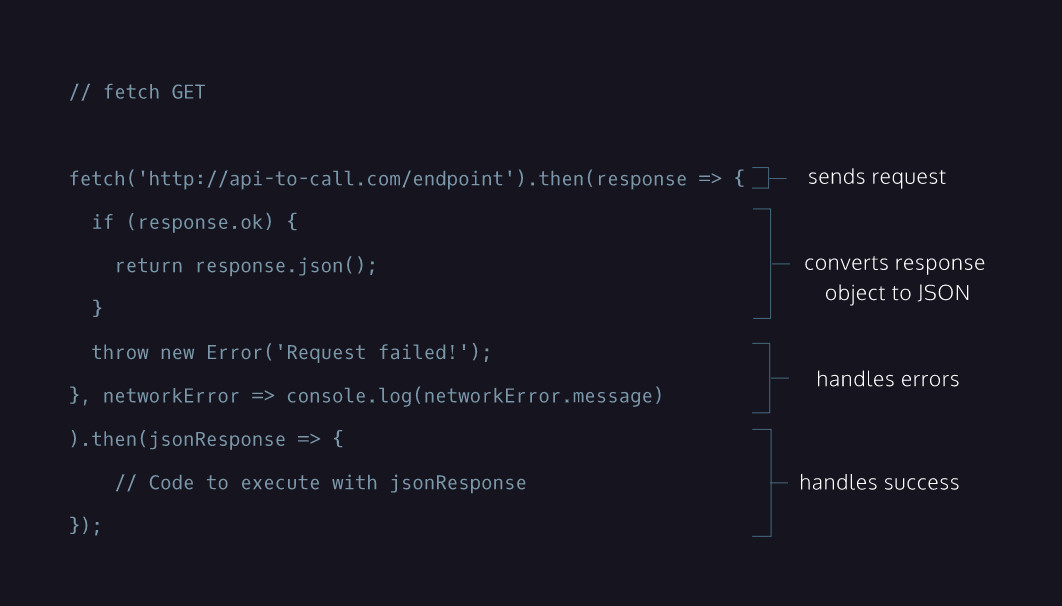 // fetch GET
fetch('http://api-to-call.com/endpoint').then(response => {
sends request
  if (response.ok) {
    return response.json();
  }
converts response
object to JSON
  throw new Error('Request failed!');
}, networkError => console.log(networkError.message)
handles errors
).then(jsonResponse => {
    // Code to execute with jsonResponse
});
handles success